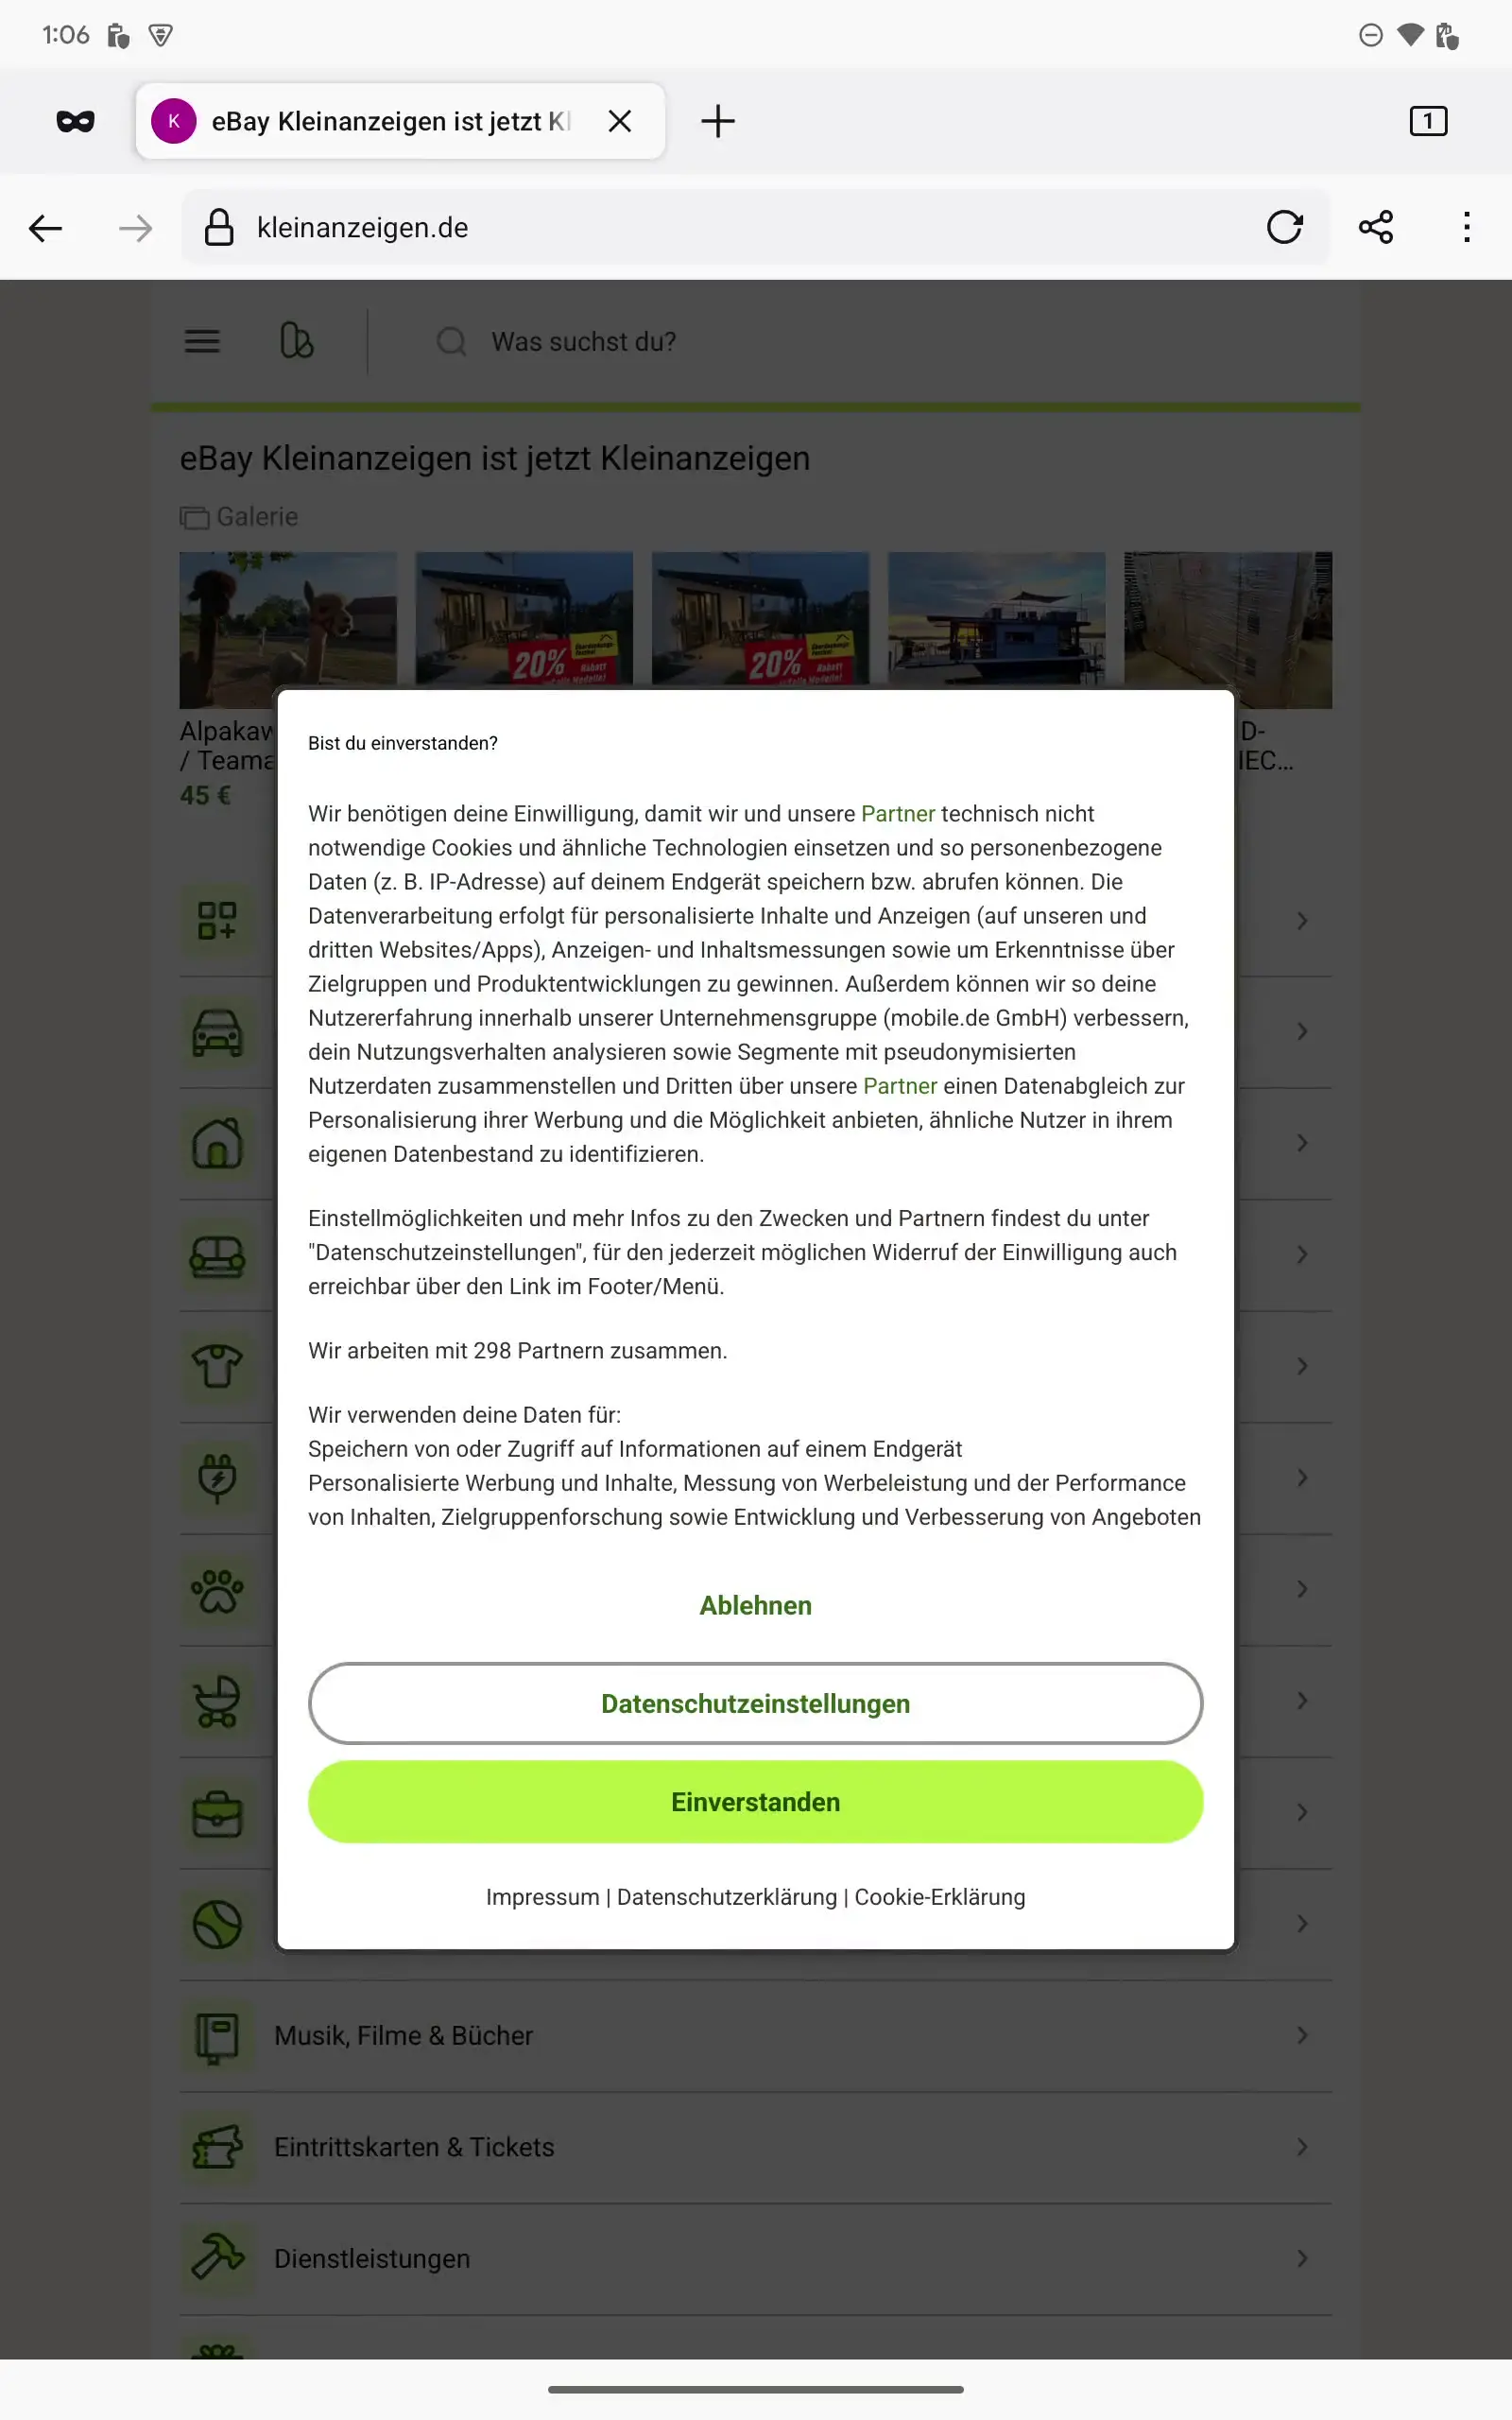 1:06
K eBay Kleinanzeigen ist jetzt Kl
1
kleinanzeigen.de
Was suchst du?
eBay Kleinanzeigen ist jetzt Kleinanzeigen
Galerie
20% Rabatt
20% Rabatt
Alpakaw
/ Teama
45 €
D-
IEC...
Bist du einverstanden?
Wir benötigen deine Einwilligung, damit wir und unsere Partner technisch nicht
notwendige Cookies und ähnliche Technologien einsetzen und so personenbezogene
Daten (z. B. IP-Adresse) auf deinem Endgerät speichern bzw. abrufen können. Die
Datenverarbeitung erfolgt für personalisierte Inhalte und Anzeigen (auf unseren und
dritten Websites/Apps), Anzeigen- und Inhaltsmessungen sowie um Erkenntnisse über
Zielgruppen und Produktentwicklungen zu gewinnen. Außerdem können wir so deine
Nutzererfahrung innerhalb unserer Unternehmensgruppe (mobile.de GmbH) verbessern,
dein Nutzungsverhalten analysieren sowie Segmente mit pseudonymisierten
Nutzerdaten zusammenstellen und Dritten über unsere Partner einen Datenabgleich zur
Personalisierung ihrer Werbung und die Möglichkeit anbieten, ähnliche Nutzer in ihrem
eigenen Datenbestand zu identifizieren.
Einstellmöglichkeiten und mehr Infos zu den Zwecken und Partnern findest du unter
"Datenschutzeinstellungen", für den jederzeit möglichen Widerruf der Einwilligung auch
erreichbar über den Link im Footer/Menü.
Wir arbeiten mit 298 Partnern zusammen.
Wir verwenden deine Daten für:
Speichern von oder Zugriff auf Informationen auf einem Endgerät
Personalisierte Werbung und Inhalte, Messung von Werbeleistung und der Performance
von Inhalten, Zielgruppenforschung sowie Entwicklung und Verbesserung von Angeboten
Ablehnen
Datenschutzeinstellungen
Einverstanden
Impressum | Datenschutzerklärung | Cookie-Erklärung
Musik, Filme & Bücher
Eintrittskarten & Tickets
Dienstleistungen